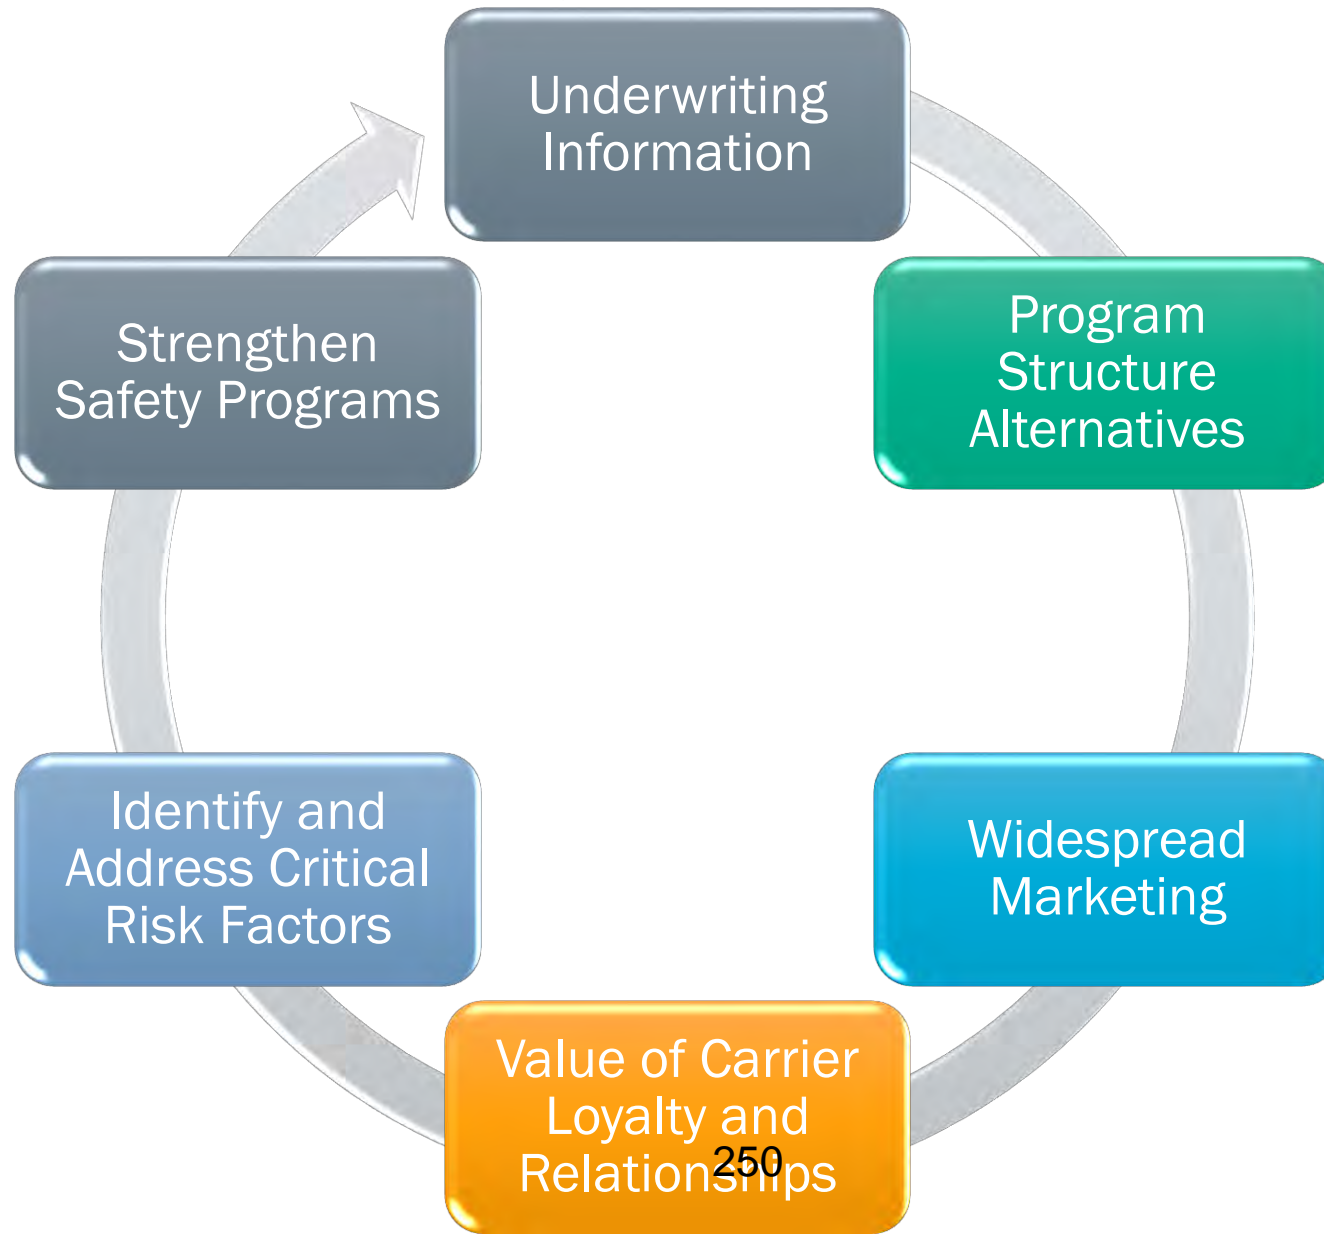 Underwriting
Information
Program
Structure
Alternatives
Widespread
Marketing
Value of Carrier
Loyalty and
Relationships
250
Identify and
Address Critical
Risk Factors
Strengthen
Safety Programs